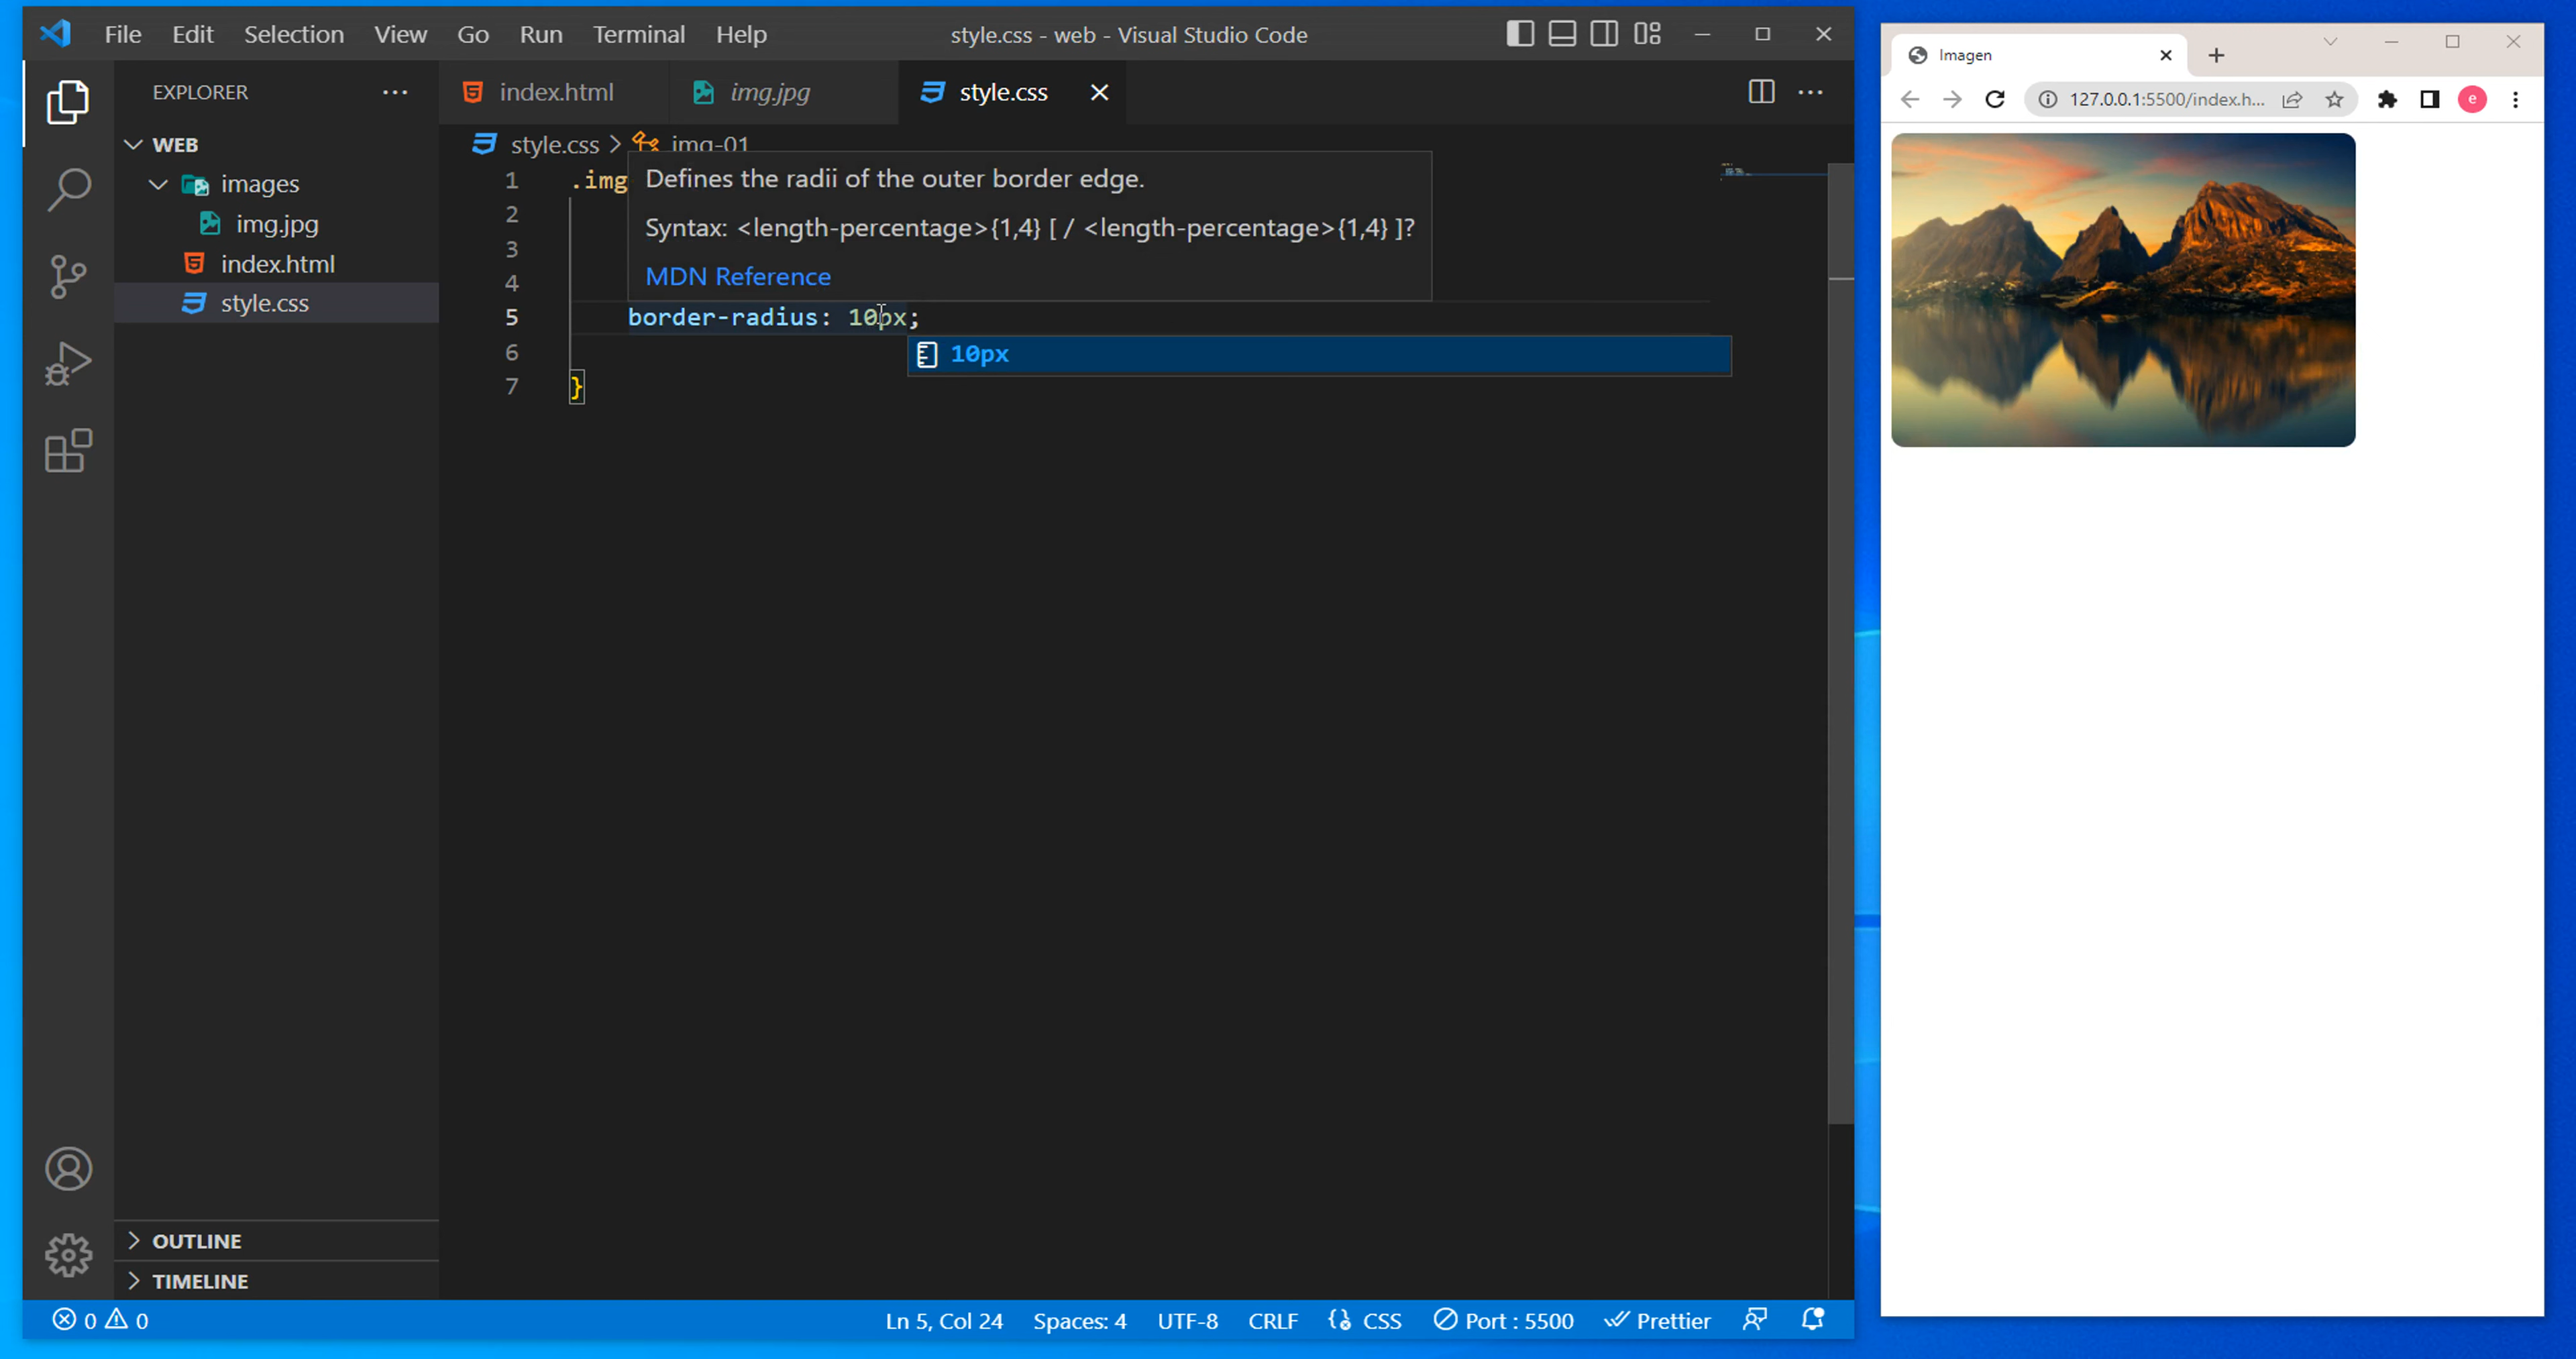 File Edit Selection View Go Run Terminal Help
style.css - web - Visual Studio Code
EXPLORER
WEB
images
img.jpg
index.html
style.css
OUTLINE
TIMELINE
index.html
img.jpg
style.css
style.css > img-01
1 .img
2
3
4
5 border-radius: 10px;
6
7 }
Defines the radii of the outer border edge.
Syntax: <length-percentage>{1,4} [ / <length-percentage>{1,4} ]?
MDN Reference
10px
0 0
Ln 5, Col 24
Spaces: 4
UTF-8
CRLF
CSS
Port : 5500
Prettier
Imagen
127.0.0.1:5500/index.h...
e